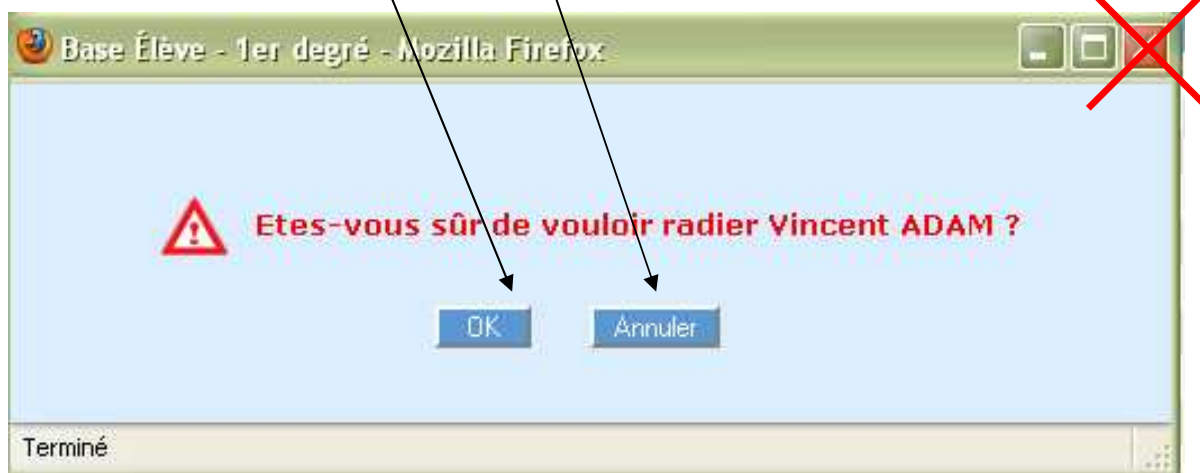 Base Élève - 1er degré - Mozilla Firefox
Etes-vous sûr de vouloir radier Vincent ADAM ?
OK
Annuler
Terminé